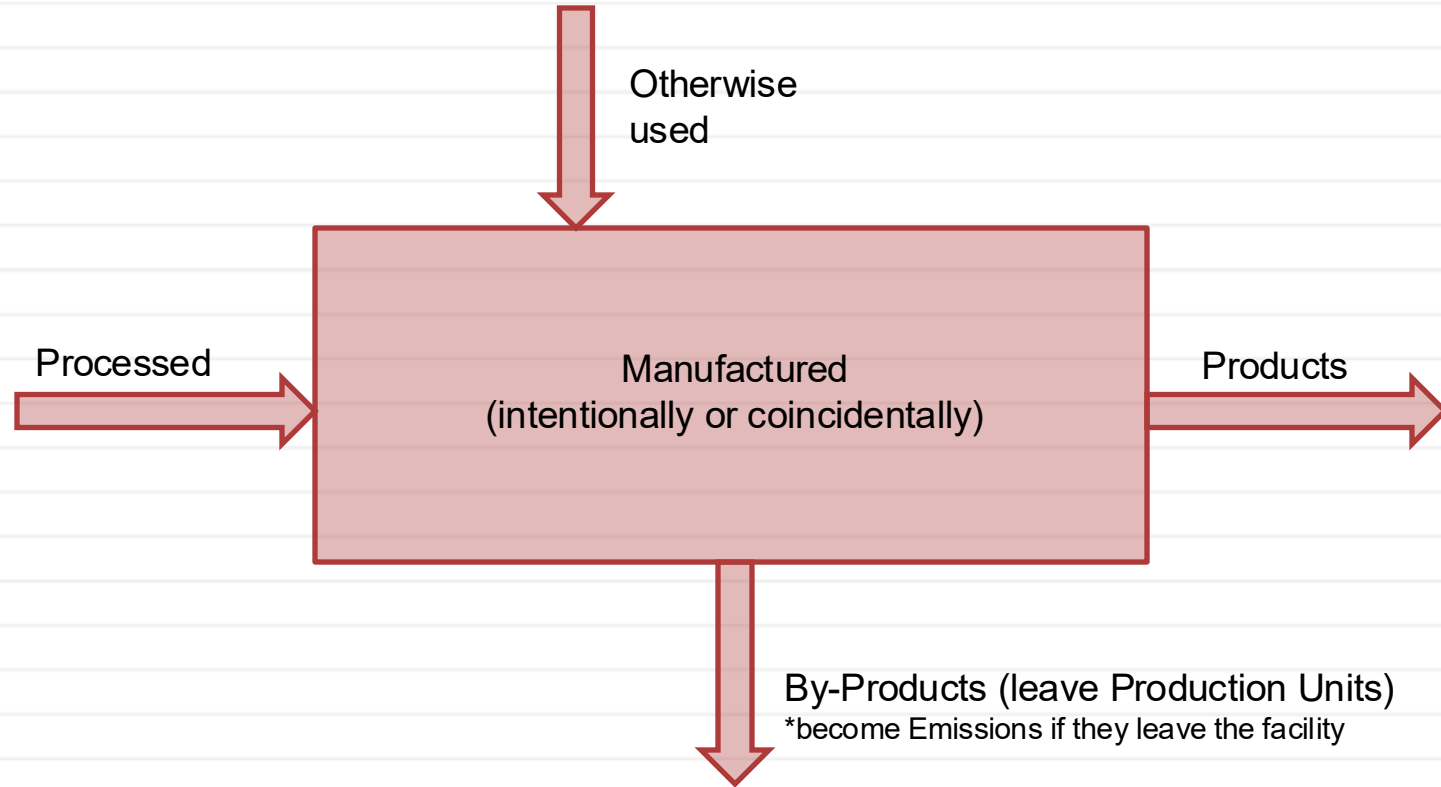 Otherwise
used
Processed
Manufactured
(intentionally or coincidentally)
Products
By-Products (leave Production Units)
*become Emissions if they leave the facility